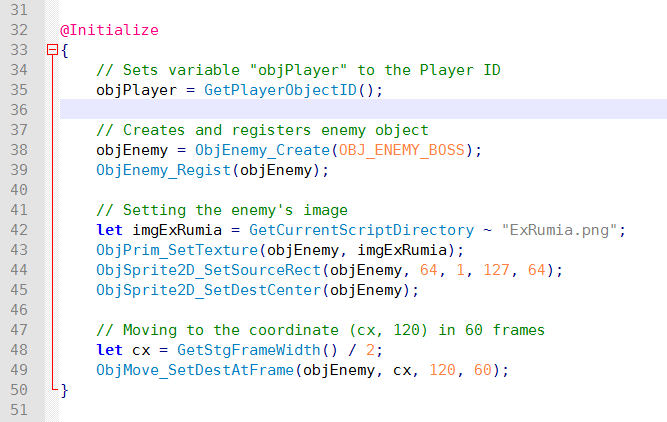 31
32 @Initialize
33 {
34 // Sets variable "objPlayer" to the Player ID
35 objPlayer = GetPlayerObjectID();
36
37 // Creates and registers enemy object
38 objEnemy = ObjEnemy_Create(OBJ_ENEMY_BOSS);
39 ObjEnemy_Regist(objEnemy);
40
41 // Setting the enemy's image
42 let imgExRumia = GetCurrentScriptDirectory ~ "ExRumia.png";
43 ObjPrim_SetTexture(objEnemy, imgExRumia);
44 ObjSprite2D_SetSourceRect(objEnemy, 64, 1, 127, 64);
45 ObjSprite2D_SetDestCenter(objEnemy);
46
47 // Moving to the coordinate (cx, 120) in 60 frames
48 let cx = GetStgFrameWidth() / 2;
49 ObjMove_SetDestAtFrame(objEnemy, cx, 120, 60);
50 }
51